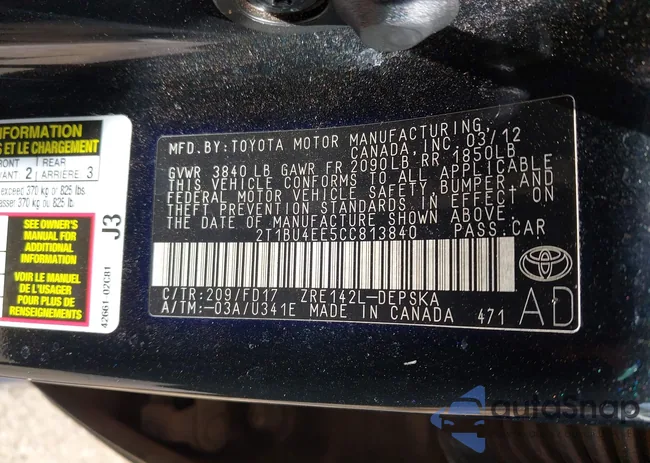 INFORMATION
S ET LE CHARGEMENT
FRONT 2 REAR 3
VANT ARRIERE
exceed 370 kg or 825 lbs.
asser 370 kg or 825 lb.
SEE OWNER'S
MANUAL FOR
ADDITIONAL
INFORMATION
VOIR LE MANUEL
DE L'USAGER
POUR PLUS DE
RENSEIGNEMENTS
J3
42661-02C81
MFD.BY:TOYOTA MOTOR MANUFACTURING
CANADA,INC. 03/12
GVWR 3840 LB GAWR FR 2090LB,RR 1850LB
THIS VEHICLE CONFORMS TO ALL APPLICABLE
FEDERAL MOTOR VEHICLE SAFETY,BUMPER,AND
THEFT PREVENTION STANDARDS IN EFFECT ON
THE DATE OF MANUFACTURE SHOWN ABOVE.
2T1BU4EE5CC813840 PASS.CAR
C/TR:209/FD17 ZRE142L-DEPSKA
A/TM:-03A/U341E MADE IN CANADA 471
AD
autoSnap